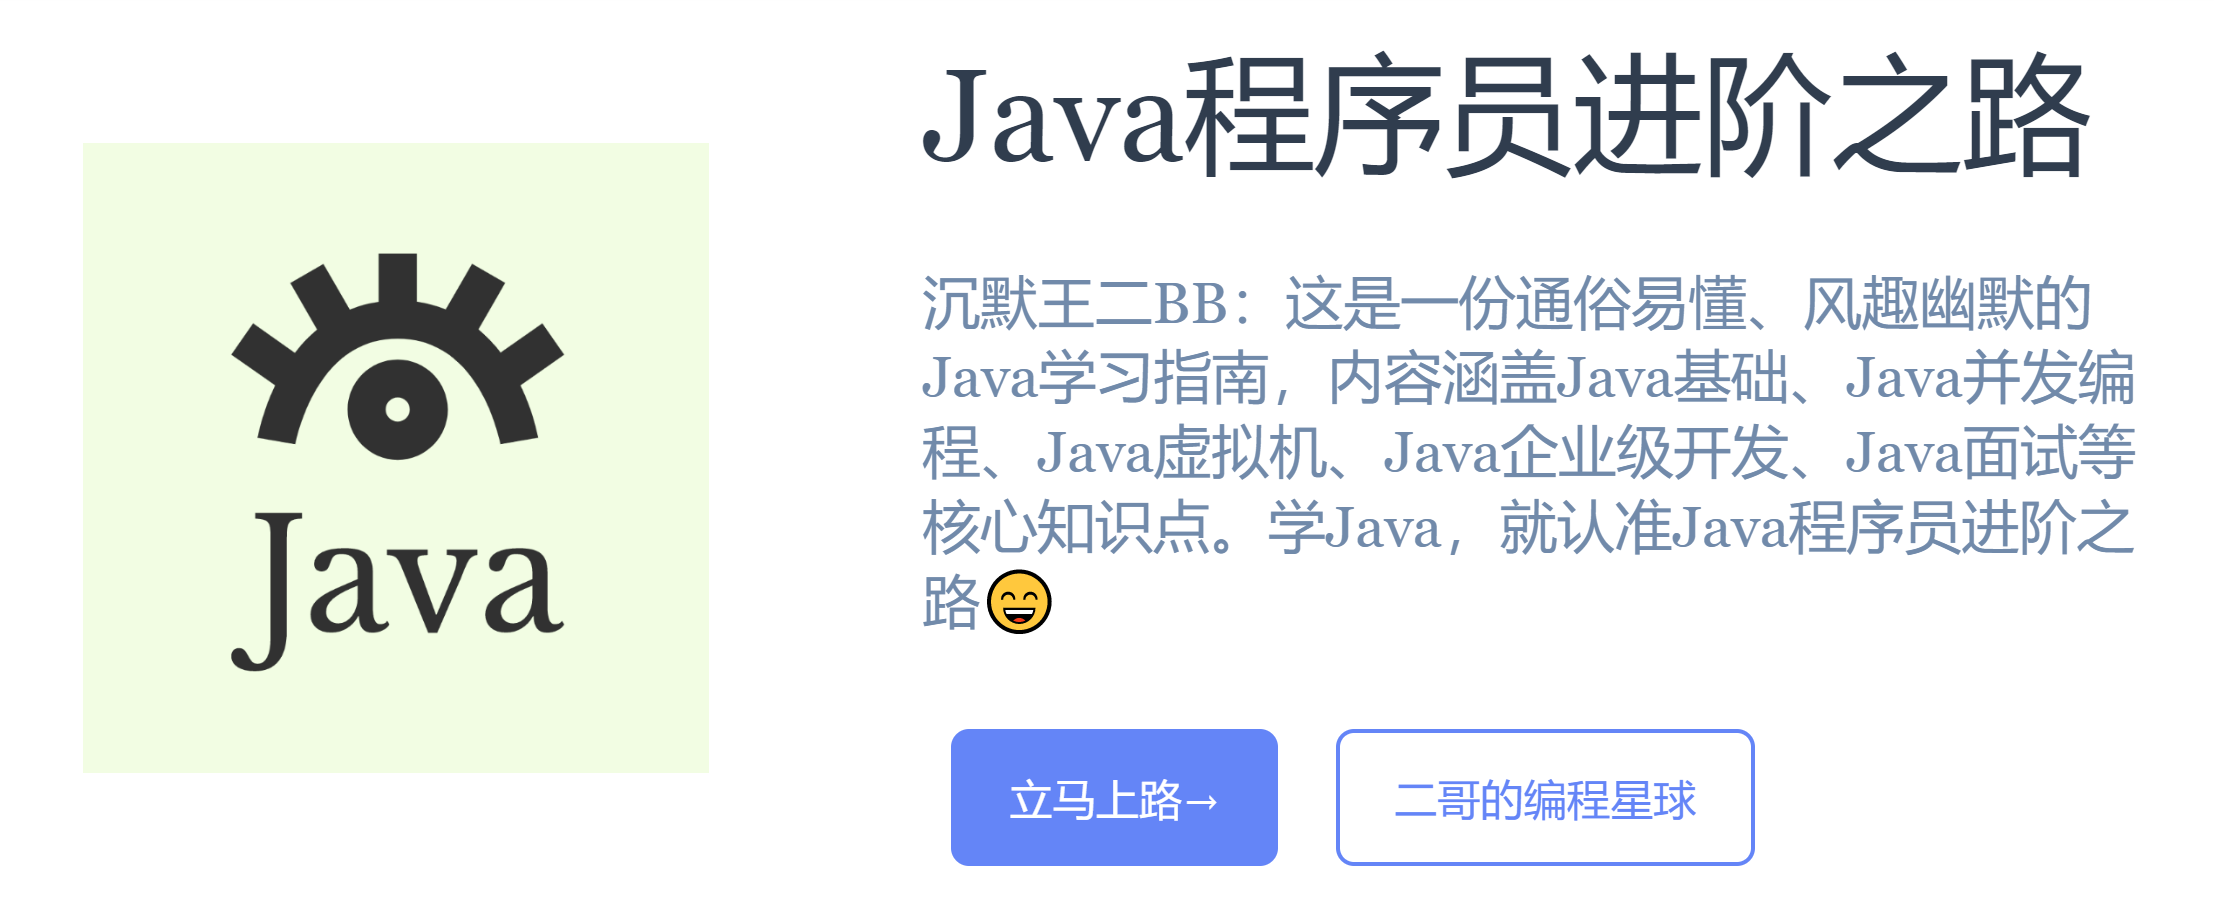 Java
Java程序员进阶之路
沉默王二BB：这是一份通俗易懂、风趣幽默的
Java学习指南，内容涵盖Java基础、Java并发编
程、Java虚拟机、Java企业级开发、Java面试等
核心知识点。学Java，就认准Java程序员进阶之
路😄
立马上路→
二哥的编程星球